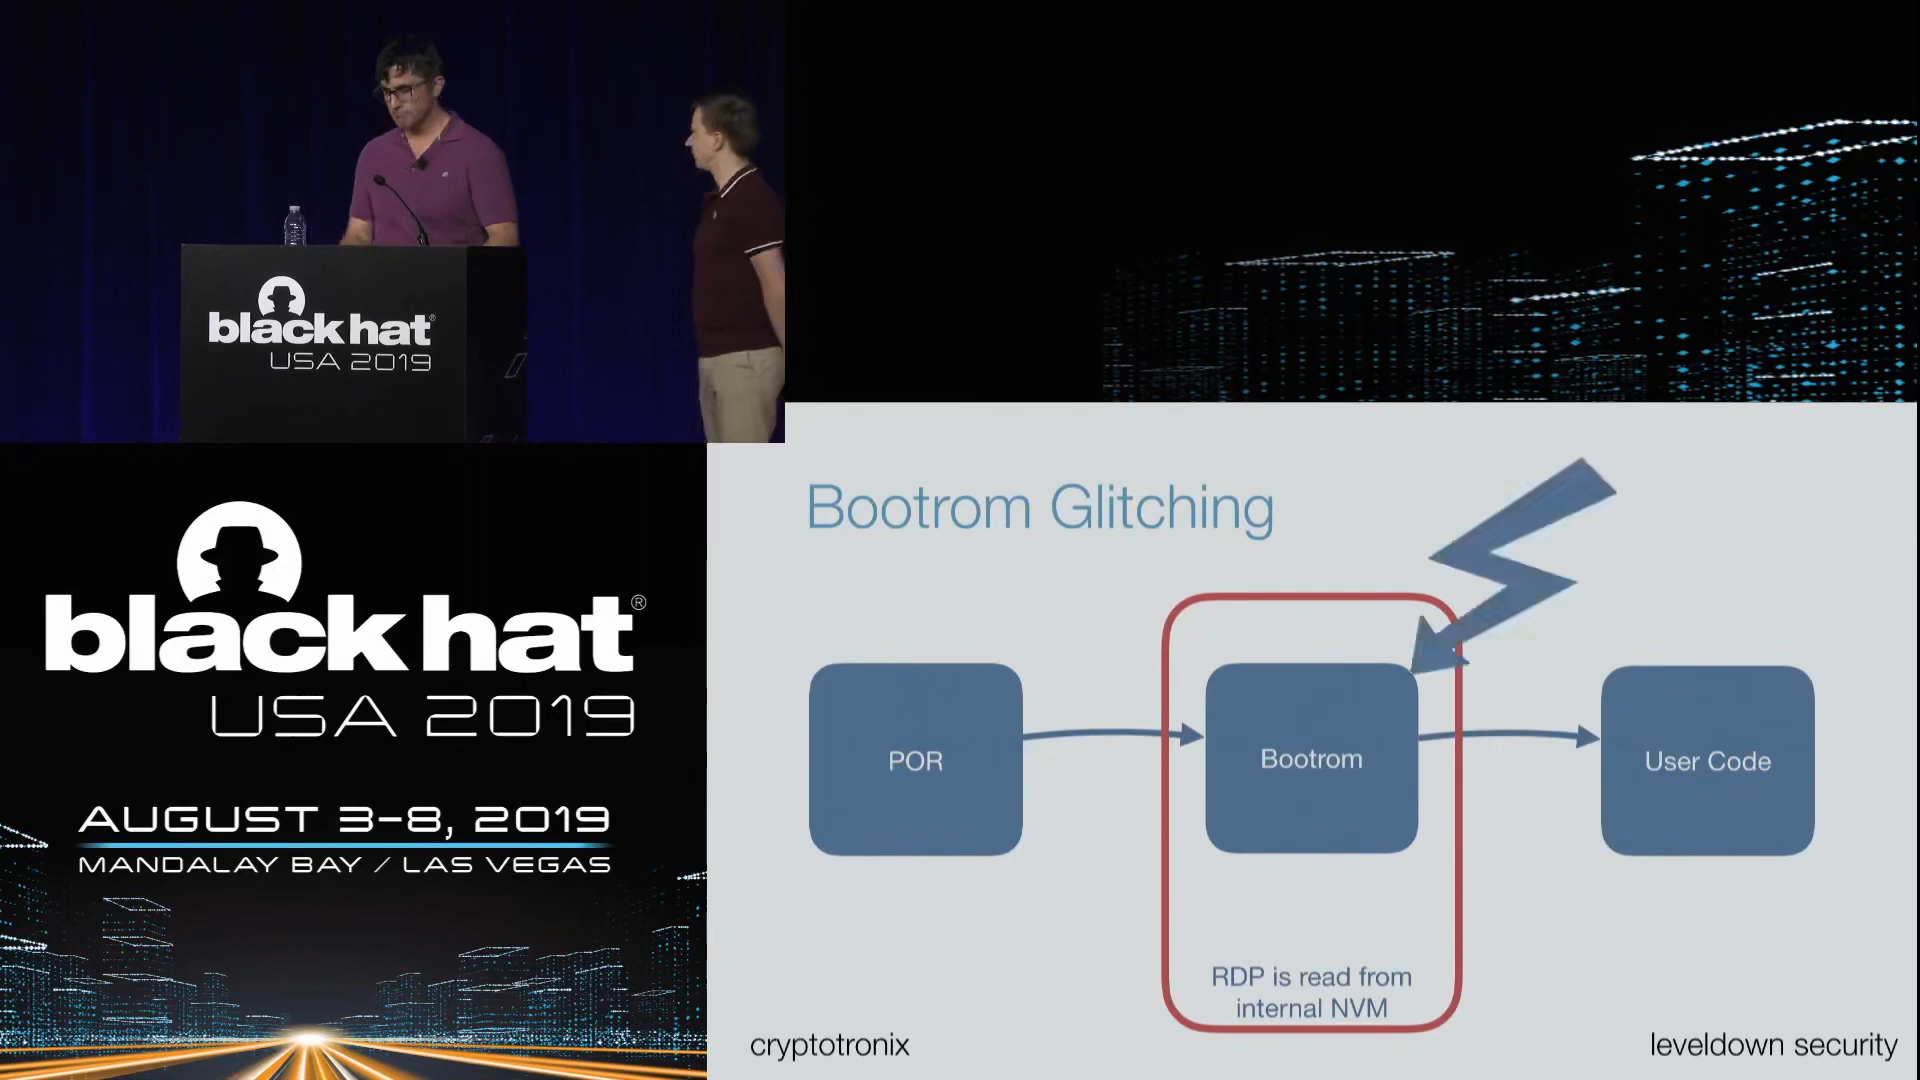 black hat®
USA 2019
black hat®
USA 2019
AUGUST 3-8, 2019
MANDALAY BAY / LAS VEGAS
Bootrom Glitching
POR
Bootrom
User Code
RDP is read from
internal NVM
cryptotronix
leveldown security